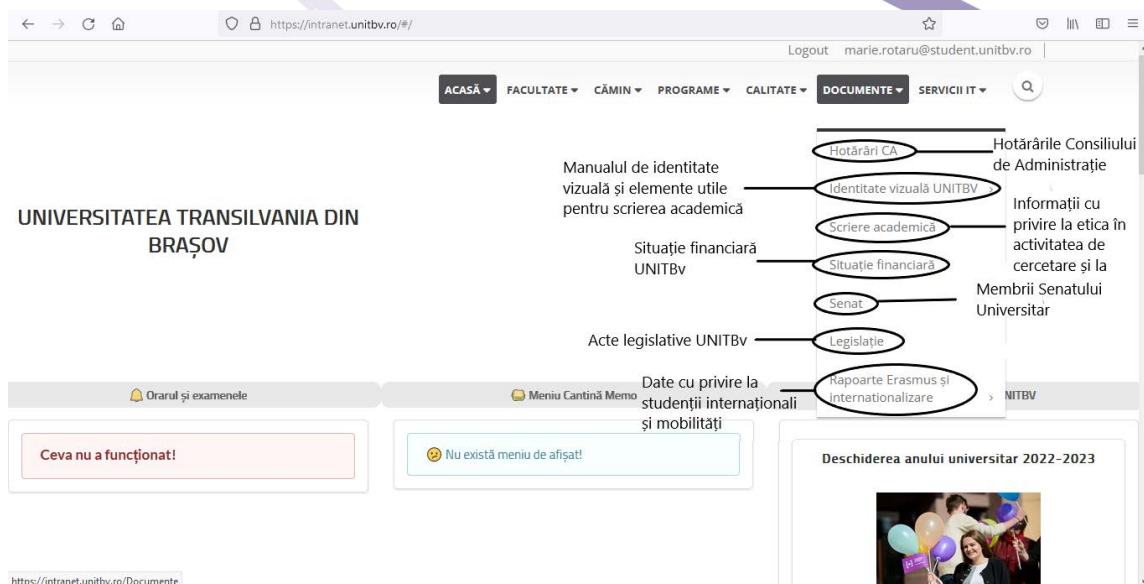 https://intranet.unitbv.ro/#/
Logout marie.rotaru@student.unitbv.ro
ACASĂ FACULTATE CĂMIN PROGRAME CALITATE DOCUMENTE SERVICII IT
Hotărâri CA
Hotărârile Consiliului
de Administrație
Manualul de identitate
vizuală și elemente utile
pentru scrierea academică
Identitate vizuală UNITBV
Informații cu
privire la etica în
activitatea de
cercetare și la
UNIVERSITATEA TRANSILVANIA DIN
BRAȘOV
Scriere academică
Situație financiară
UNITBv
Situație financiară
Membrii Senatului
Universitar
Senat
Acte legislative UNITBv
Legislație
Date cu privire la
studenții internaționali
și mobilități
Rapoarte Erasmus și
internationalizare
Orarul și examenele
Meniu Cantină Memo
NITBV
Ceva nu a funcționat!
Nu există meniu de afișat!
Deschiderea anului universitar 2022-2023
https://intranet.unitbv.ro/Documente